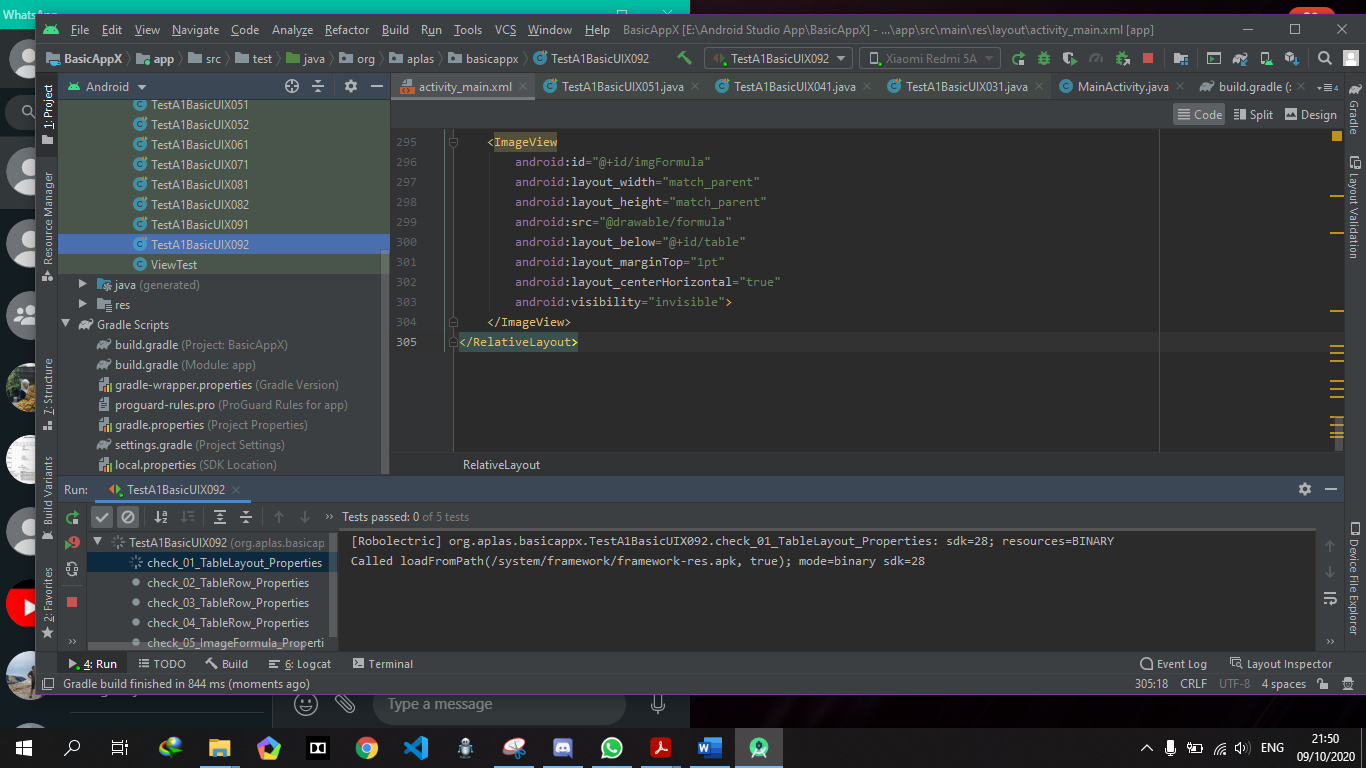 WhatsApp
File Edit View Navigate Code Analyze Refactor Build Run Tools VCS Window Help BasicAppX [E:\Android Studio App\BasicAppX] - ...\app\src\main\res\layout\activity_main.xml [app]
BasicAppX app src test java org aplas basicappx TestA1BasicUIX092 TestA1BasicUIX092 Xiaomi Redmi 5A
Android activity_main.xml TestA1BasicUIX051.java TestA1BasicUIX041.java TestA1BasicUIX031.java MainActivity.java build.gradle (:
Code Split Design
1: Project
Resource Manager
7: Structure
Build Variants
2: Favorites
TestA1BasicUIX051
TestA1BasicUIX052
TestA1BasicUIX061
TestA1BasicUIX071
TestA1BasicUIX081
TestA1BasicUIX082
TestA1BasicUIX091
TestA1BasicUIX092
ViewTest
java (generated)
res
Gradle Scripts
build.gradle (Project: BasicAppX)
build.gradle (Module: app)
gradle-wrapper.properties (Gradle Version)
proguard-rules.pro (ProGuard Rules for app)
gradle.properties (Project Properties)
settings.gradle (Project Settings)
local.properties (SDK Location)
295 <ImageView
296 android:id="@+id/imgFormula"
297 android:layout_width="match_parent"
298 android:layout_height="match_parent"
299 android:src="@drawable/formula"
300 android:layout_below="@+id/table"
301 android:layout_marginTop="1pt"
302 android:layout_centerHorizontal="true"
303 android:visibility="invisible">
304 </ImageView>
305 </RelativeLayout>
RelativeLayout
Gradle
Layout Validation
Device File Explorer
Run: TestA1BasicUIX092
Tests passed: 0 of 5 tests
TestA1BasicUIX092 (org.aplas.basicap
check_01_TableLayout_Properties
check_02_TableRow_Properties
check_03_TableRow_Properties
check_04_TableRow_Properties
check_05_ImageFormula_Properti
[Robolectric] org.aplas.basicappx.TestA1BasicUIX092.check_01_TableLayout_Properties: sdk=28; resources=BINARY
Called loadFromPath(/system/framework/framework-res.apk, true); mode=binary sdk=28
4: Run TODO Build 6: Logcat Terminal Event Log Layout Inspector
Gradle build finished in 844 ms (moments ago) 305:18 CRLF UTF-8 4 spaces
Type a message
ENG
21:50
09/10/2020